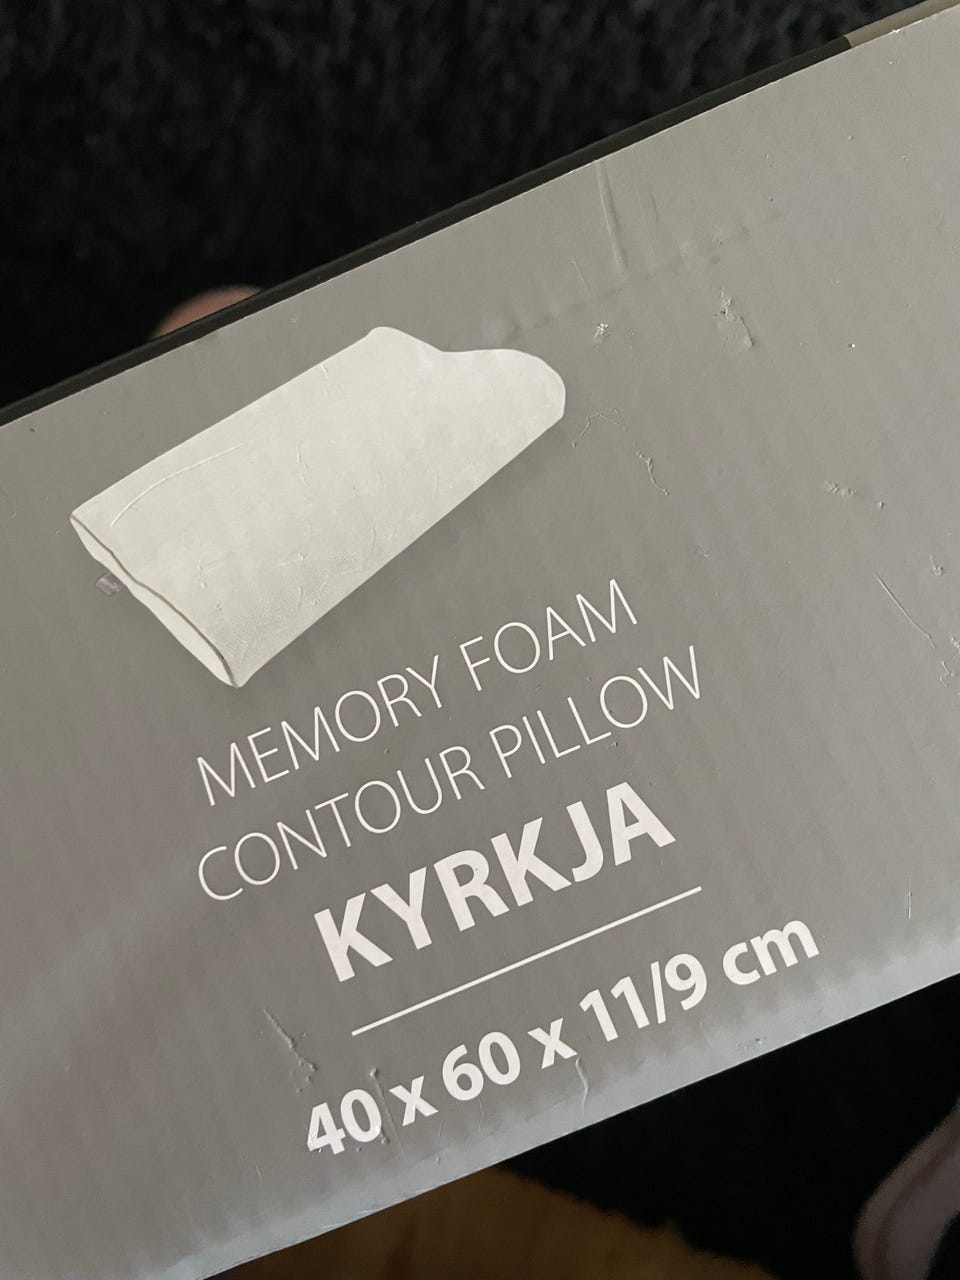 MEMORY FOAM
CONTOUR PILLOW
KYRKJA
40 x 60 x 11/9 cm